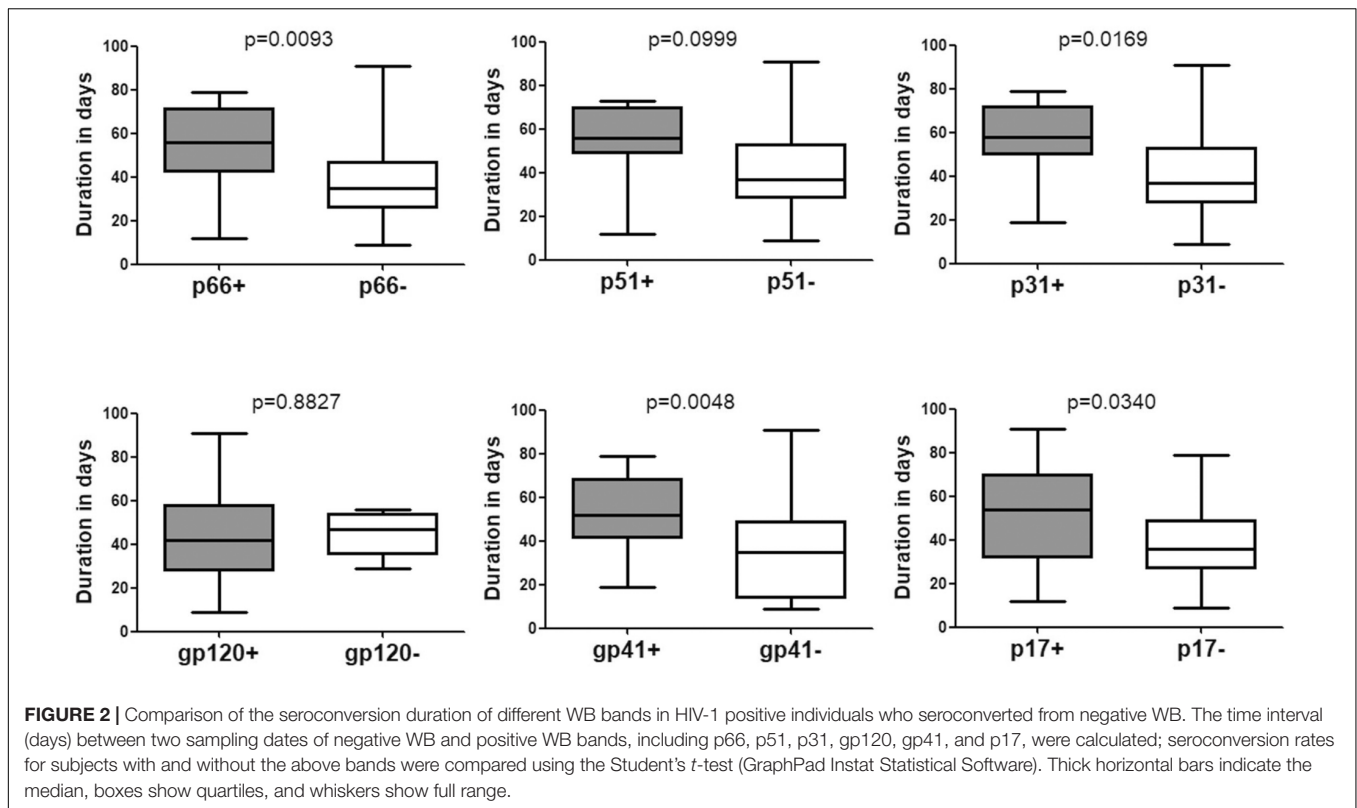 p=0.0093
Duration in days
100
80
60
40
20
0
p66+ p66-
p=0.0999
Duration in days
100
80
60
40
20
0
p51+ p51-
p=0.0169
Duration in days
100
80
60
40
20
0
p31+ p31-
p=0.8827
Duration in days
100
80
60
40
20
0
gp120+ gp120-
p=0.0048
Duration in days
100
80
60
40
20
0
gp41+ gp41-
p=0.0340
Duration in days
100
80
60
40
20
0
p17+ p17-
FIGURE 2 | Comparison of the seroconversion duration of different WB bands in HIV-1 positive individuals who seroconverted from negative WB. The time interval
(days) between two sampling dates of negative WB and positive WB bands, including p66, p51, p31, gp120, gp41, and p17, were calculated; seroconversion rates
for subjects with and without the above bands were compared using the Student's t-test (GraphPad Instat Statistical Software). Thick horizontal bars indicate the
median, boxes show quartiles, and whiskers show full range.